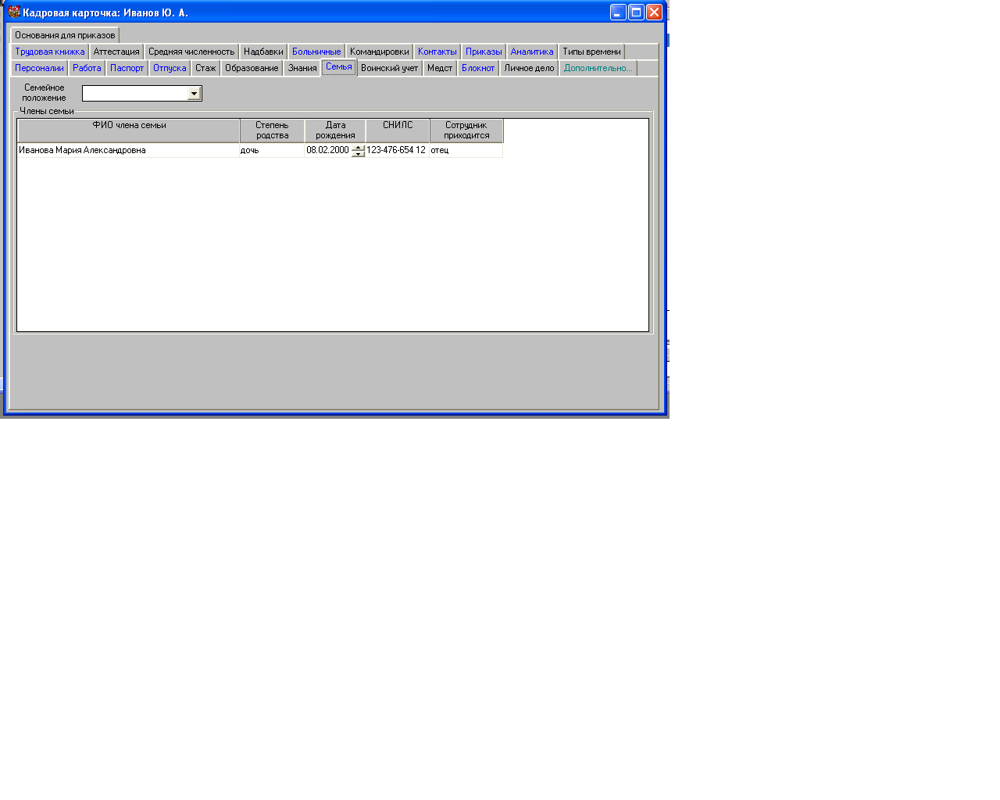 Кадровая карточка: Иванов Ю. А.
Основания для приказов
Трудовая книжка Аттестация Средняя численность Надбавки Больничные Командировки Контакты Приказы Аналитика Типы времени
Персоналии Работа Паспорт Отпуска Стаж Образование Знания Семья Воинский учет Медст Блокнот Личное дело Дополнительно...
Семейное
положение
Члены семьи
ФИО члена семьи Степень Дата СНИЛС Сотрудник
родства рождения приходится
Иванова Мария Александровна дочь 08.02.2000 123-476-654 12 отец